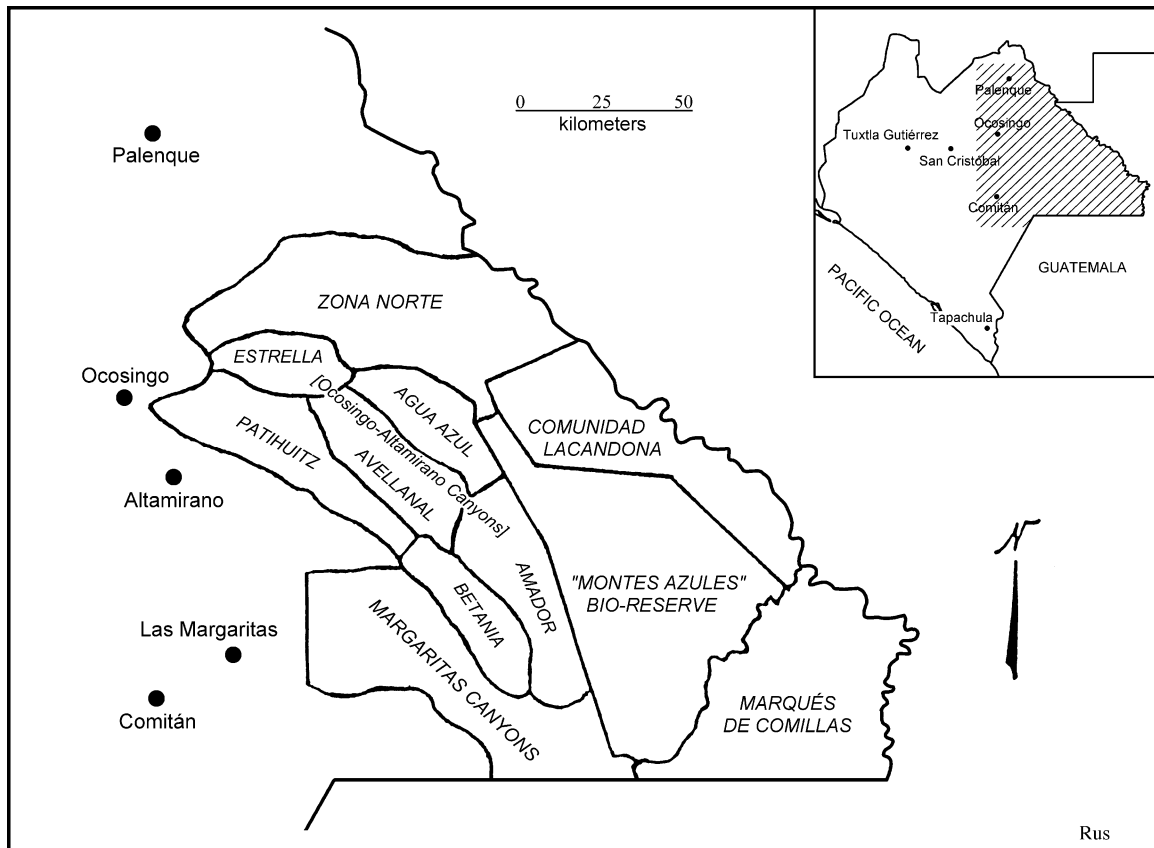 0 25 50
kilometers
Palenque
ZONA NORTE
ESTRELLA
Ocosingo
[Ocosingo-Altamirano Canyons]
AGUA AZUL
PATIHUITZ
AVELLANAL
COMUNIDAD
LACANDONA
Altamirano
AMADOR
BETANIA
"MONTES AZULES"
BIO-RESERVE
Las Margaritas
MARGARITAS CANYONS
Comitán
MARQUÉS
DE COMILLAS
N
Palenque
Ocosingo
Tuxtla Gutiérrez
San Cristóbal
Comitán
GUATEMALA
PACIFIC OCEAN
Tapachula
Rus